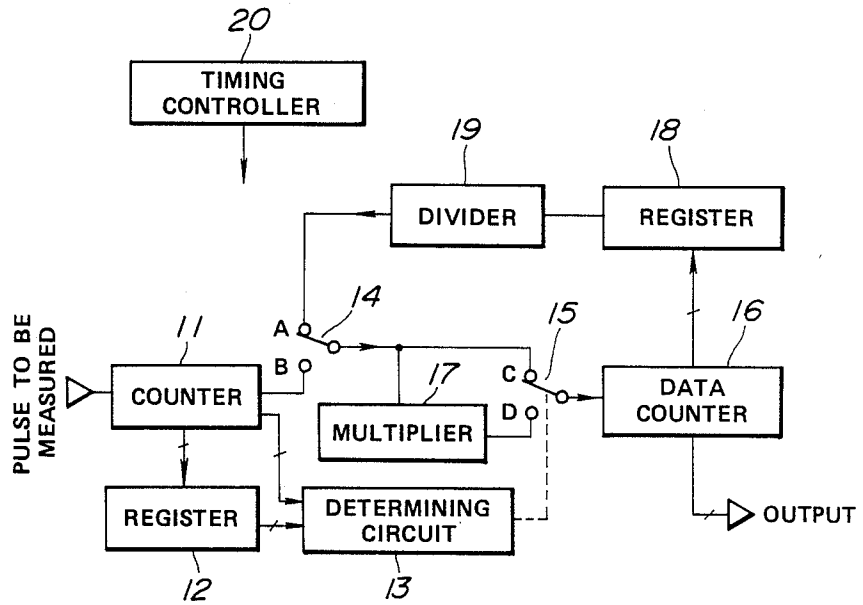 20
TIMING
CONTROLLER
19
18
DIVIDER
REGISTER
PULSE TO BE
MEASURED
11
14
A
B
15
16
C
D
COUNTER
17
MULTIPLIER
DATA
COUNTER
REGISTER
DETERMINING
CIRCUIT
OUTPUT
12
13